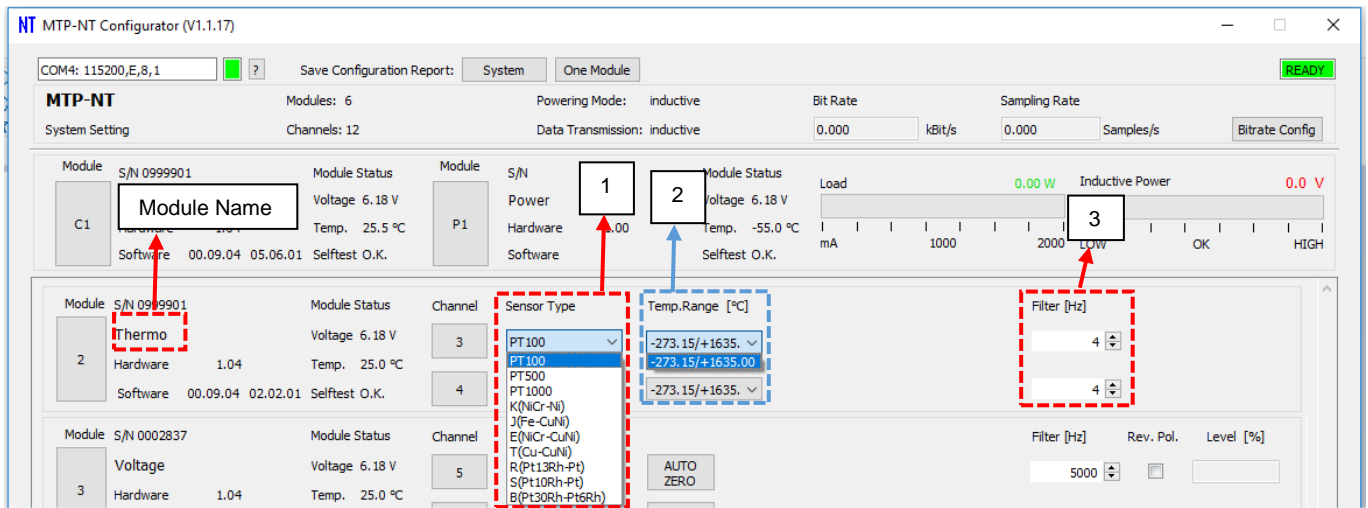 NT MTP-NT Configurator (V1.1.17)
COM4: 115200,E,8,1 ? Save Configuration Report: System One Module READY
MTP-NT Modules: 6 Powering Mode: inductive Bit Rate Sampling Rate
System Setting Channels: 12 Data Transmission: inductive 0.000 kBit/s 0.000 Samples/s Bitrate Config
Module S/N 0999901 Module Status Module S/N Module Status Load 0.00 W Inductive Power 0.0 V
C1 Module Name Voltage 6.18 V P1 Power 1 2 Voltage 6.18 V
Hardware 1.04 Temp. 25.5 ºC Hardware 1.00 Temp. -55.0 ºC 3
mA 1000 2000 LOW OK HIGH
Software 00.09.04 05.06.01 Selftest O.K. Software Selftest O.K.
Module S/N 0999901 Module Status Channel Sensor Type Temp.Range [ºC] Filter [Hz]
2 Thermo Voltage 6.18 V 3 PT100 -273.15/+1635. 4
Hardware 1.04 Temp. 25.0 ºC PT100 -273.15/+1635.00
PT500
Software 00.09.04 02.02.01 Selftest O.K. 4 PT1000 -273.15/+1635. 4
K(NiCr-Ni)
J(Fe-CuNi)
Module S/N 0002837 Module Status Channel E(NiCr-CuNi) Filter [Hz] Rev. Pol. Level [%]
T(Cu-CuNi)
3 Voltage Voltage 6.18 V 5 R(Pt13Rh-Pt) AUTO ZERO 5000
S(Pt10Rh-Pt)
Hardware 1.04 Temp. 25.0 ºC B(Pt30Rh-Pt6Rh)